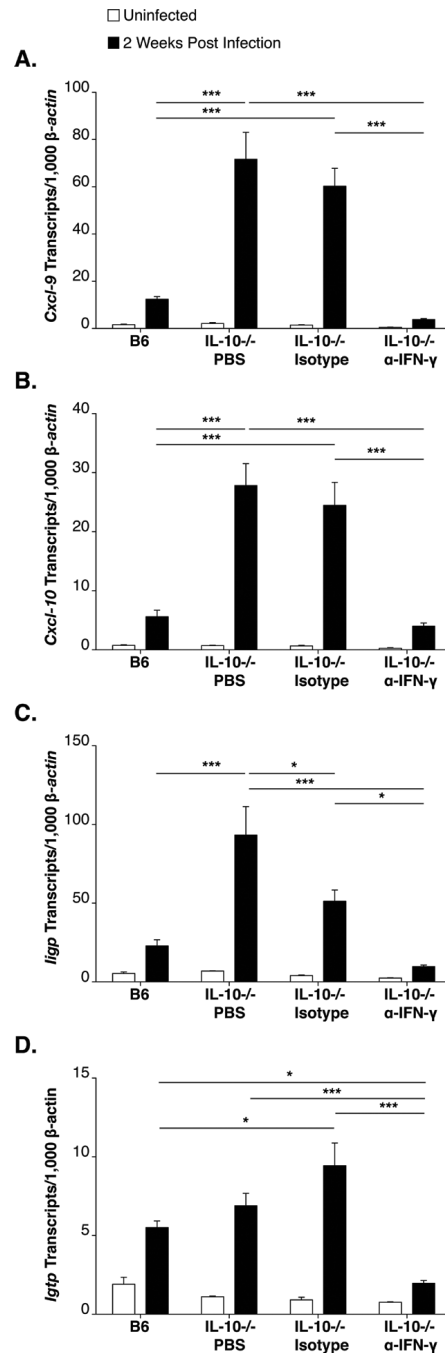 Uninfected
2 Weeks Post Infection
A.
Cxcl-9 Transcripts/1,000 β-actin
100
80
60
40
20
0
***
***
***
***
B6
IL-10-/-
PBS
IL-10-/-
Isotype
IL-10-/-
α-IFN-γ
B.
Cxcl-10 Transcripts/1,000 β-actin
40
30
20
10
0
***
***
***
***
B6
IL-10-/-
PBS
IL-10-/-
Isotype
IL-10-/-
α-IFN-γ
C.
Iigp Transcripts/1,000 β-actin
150
100
50
0
***
*
***
*
B6
IL-10-/-
PBS
IL-10-/-
Isotype
IL-10-/-
α-IFN-γ
D.
Igtp Transcripts/1,000 β-actin
15
10
5
0
*
***
***
*
B6
IL-10-/-
PBS
IL-10-/-
Isotype
IL-10-/-
α-IFN-γ